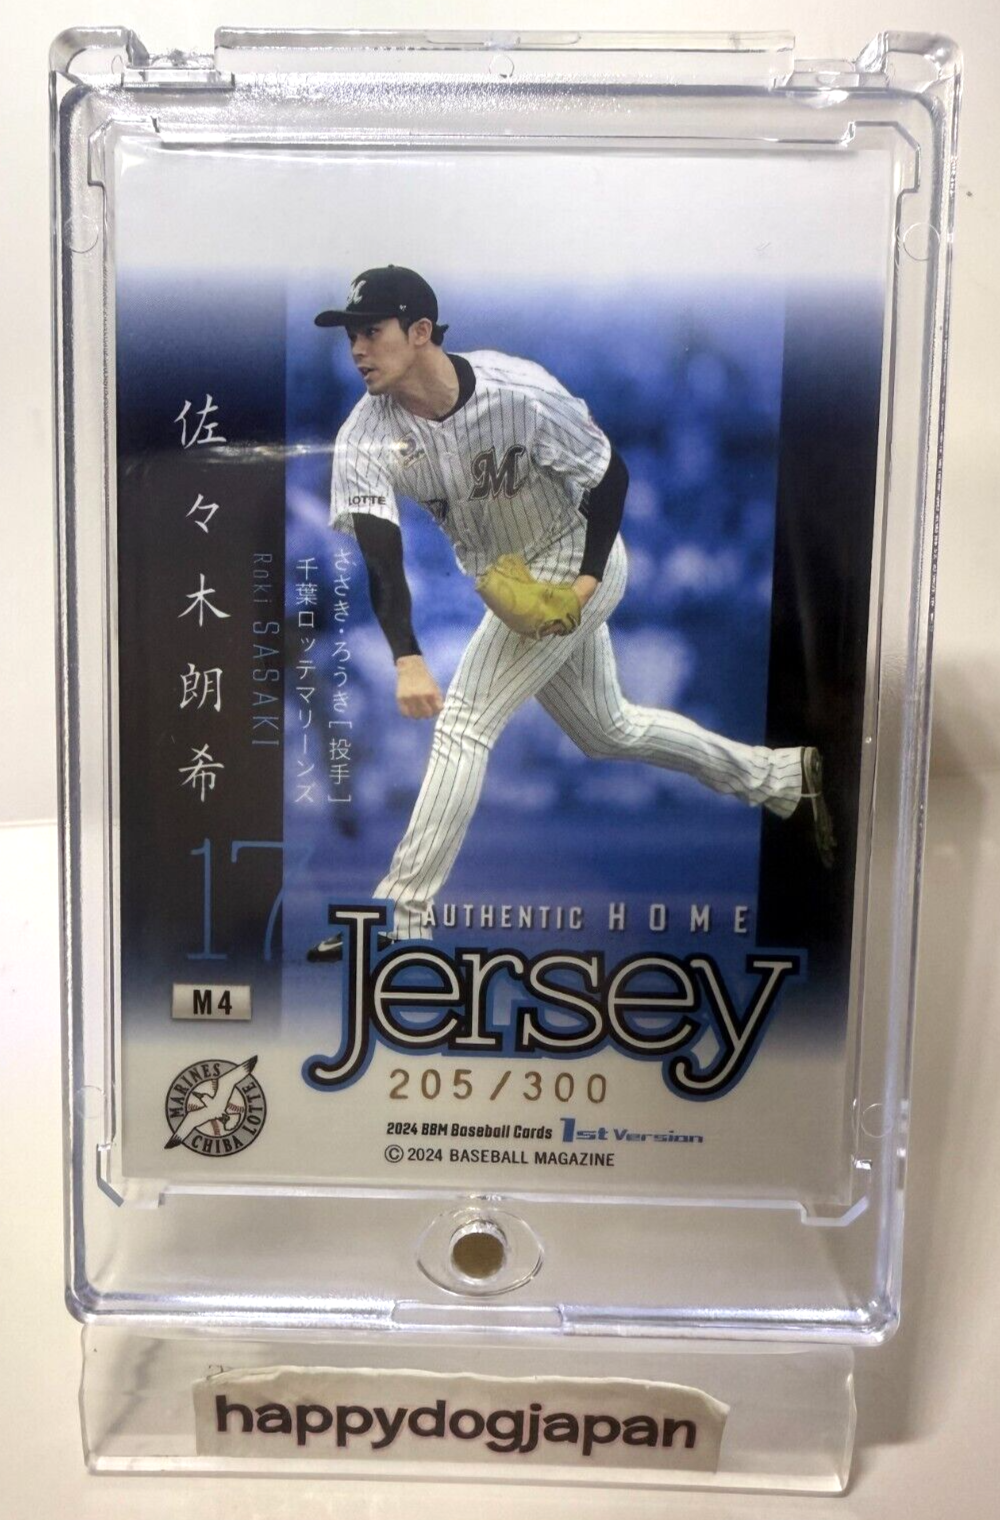 佐々木朗希
Roki SASAKI
ささき・ろうき[投手]
千葉ロッテマリーンズ
17
M
M
LOTTE
AUTHENTIC HOME
Jersey
M4
205/300
MARINES
CHIBA LOTTE
2024 BBM Baseball Cards 1st Version
©2024 BASEBALL MAGAZINE
happydogjapan